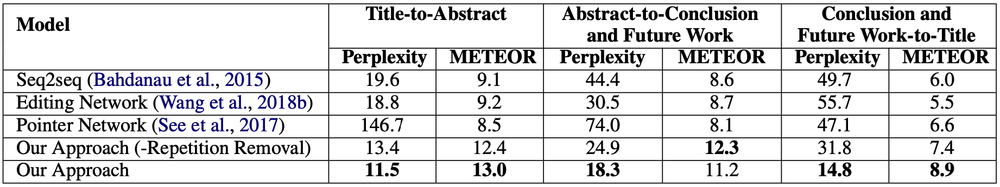 Model Title-to-Abstract Abstract-to-Conclusion and Future Work Conclusion and Future Work-to-Title
Perplexity METEOR Perplexity METEOR Perplexity METEOR
Seq2seq (Bahdanau et al., 2015) 19.6 9.1 44.4 8.6 49.7 6.0
Editing Network (Wang et al., 2018b) 18.8 9.2 30.5 8.7 55.7 5.5
Pointer Network (See et al., 2017) 146.7 8.5 74.0 8.1 47.1 6.6
Our Approach (-Repetition Removal) 13.4 12.4 24.9 12.3 31.8 7.4
Our Approach 11.5 13.0 18.3 11.2 14.8 8.9